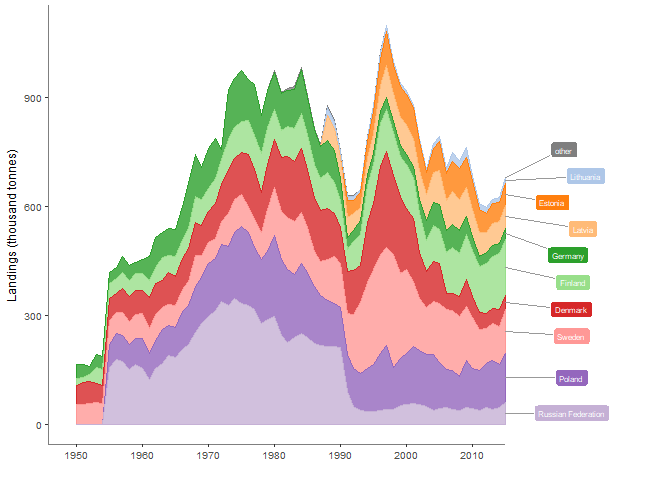 Landings (thousand tonnes)
900
600
300
0
1950
1960
1970
1980
1990
2000
2010
other
Lithuania
Estonia
Latvia
Germany
Finland
Denmark
Sweden
Poland
Russian Federation